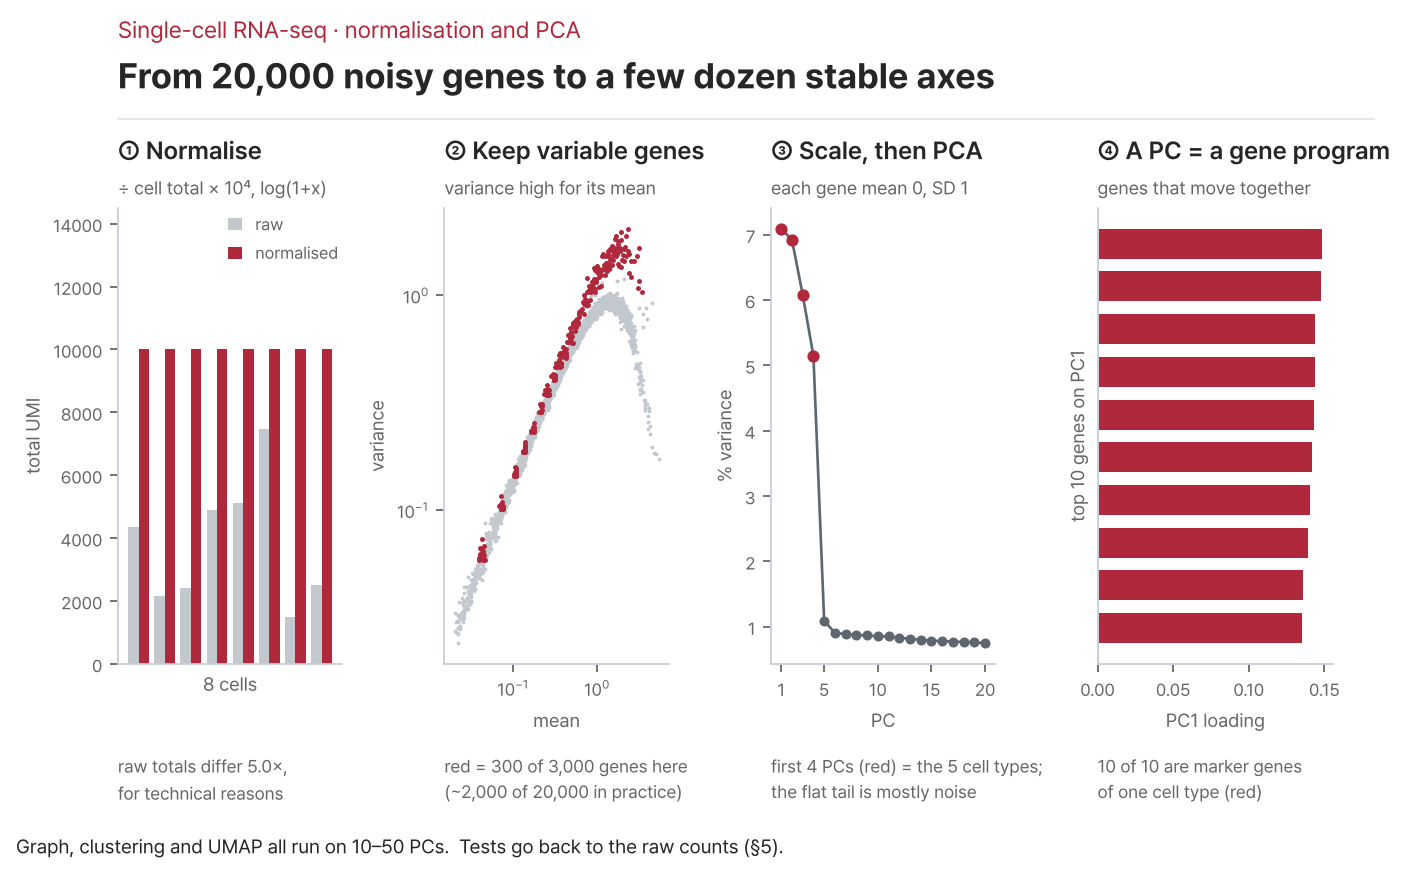 Single-cell RNA-seq · normalisation and PCA
From 20,000 noisy genes to a few dozen stable axes
① Normalise
÷ cell total × 10⁴, log(1+x)
raw
normalised
total UMI
14000
12000
10000
8000
6000
4000
2000
0
8 cells
raw totals differ 5.0×,
for technical reasons
② Keep variable genes
variance high for its mean
variance
10⁰
10⁻¹
10⁻¹ 10⁰
mean
red = 300 of 3,000 genes here
(~2,000 of 20,000 in practice)
③ Scale, then PCA
each gene mean 0, SD 1
% variance
7
6
5
4
3
2
1
1 5 10 15 20
PC
first 4 PCs (red) = the 5 cell types;
the flat tail is mostly noise
④ A PC = a gene program
genes that move together
top 10 genes on PC1
0.00 0.05 0.10 0.15
PC1 loading
10 of 10 are marker genes
of one cell type (red)
Graph, clustering and UMAP all run on 10–50 PCs. Tests go back to the raw counts (§5).